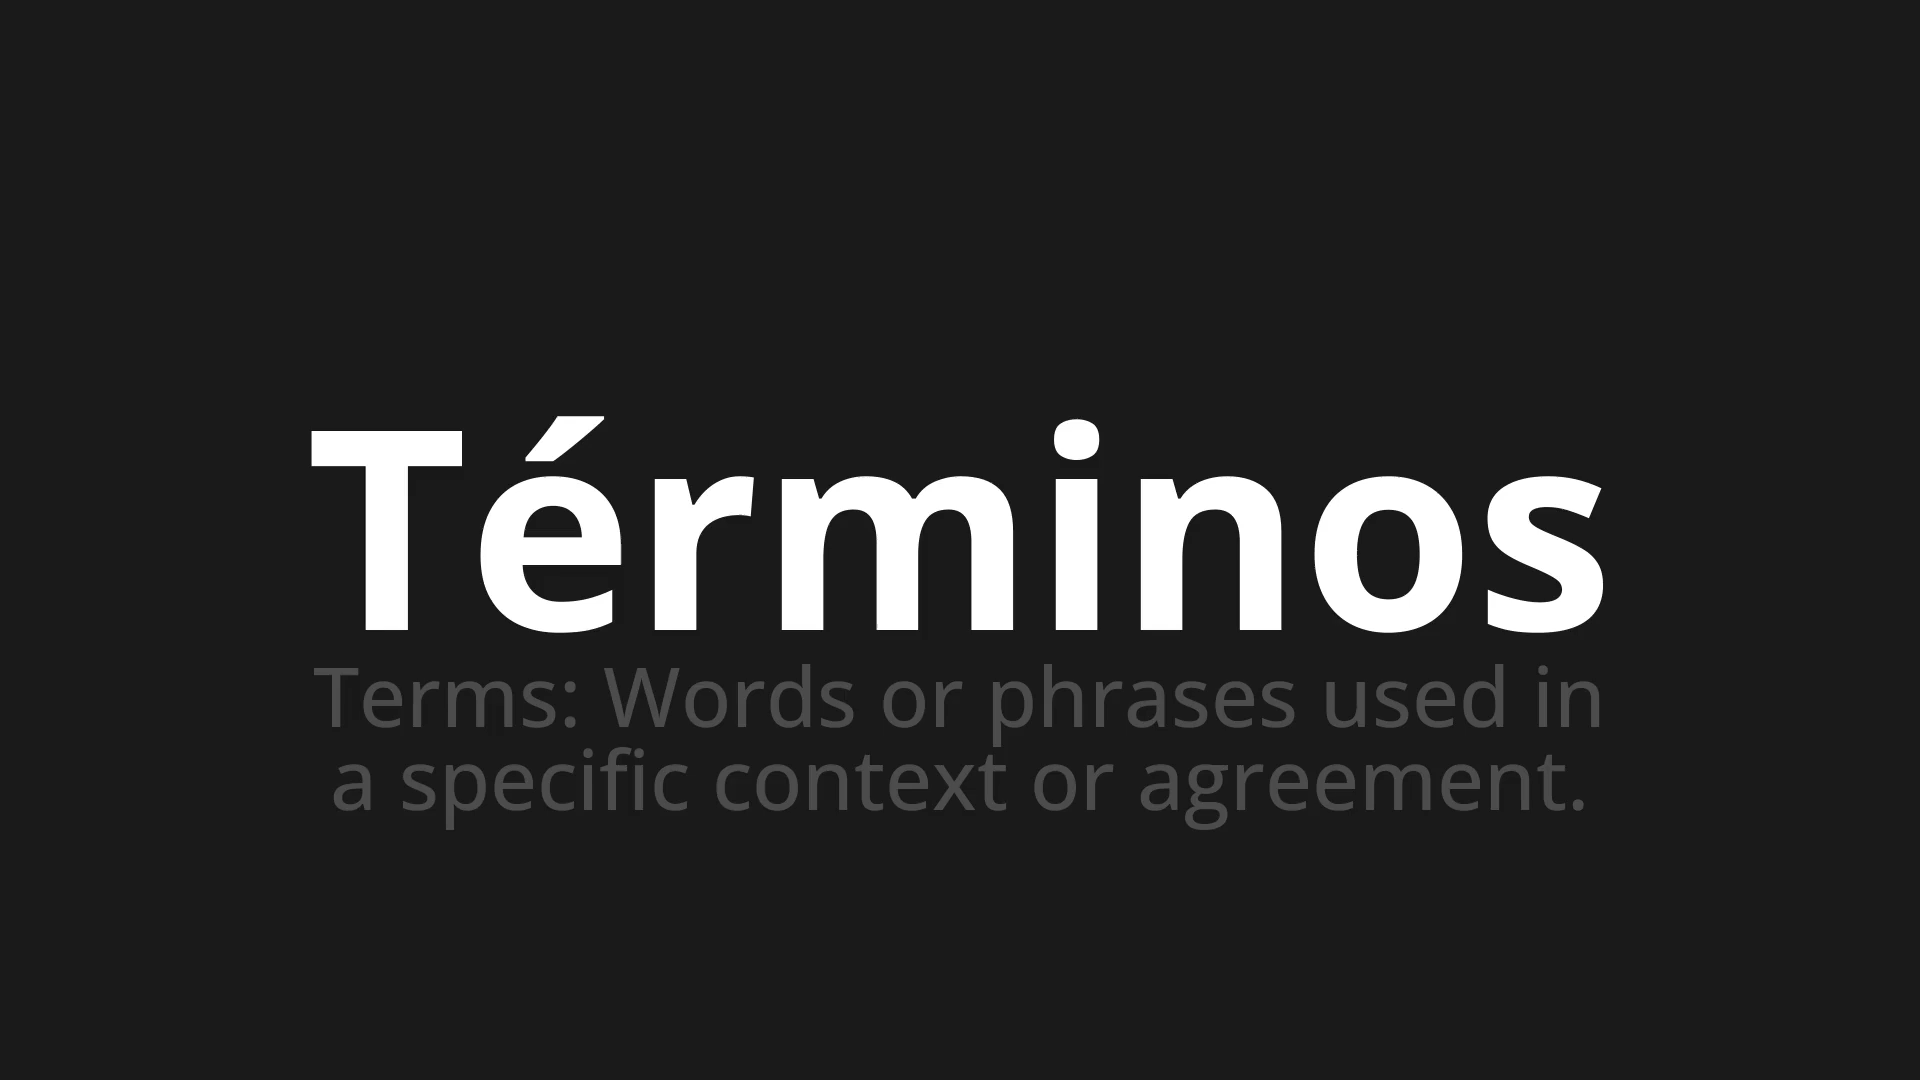 Términos
Terms: Words or phrases used in
a specific context or agreement.